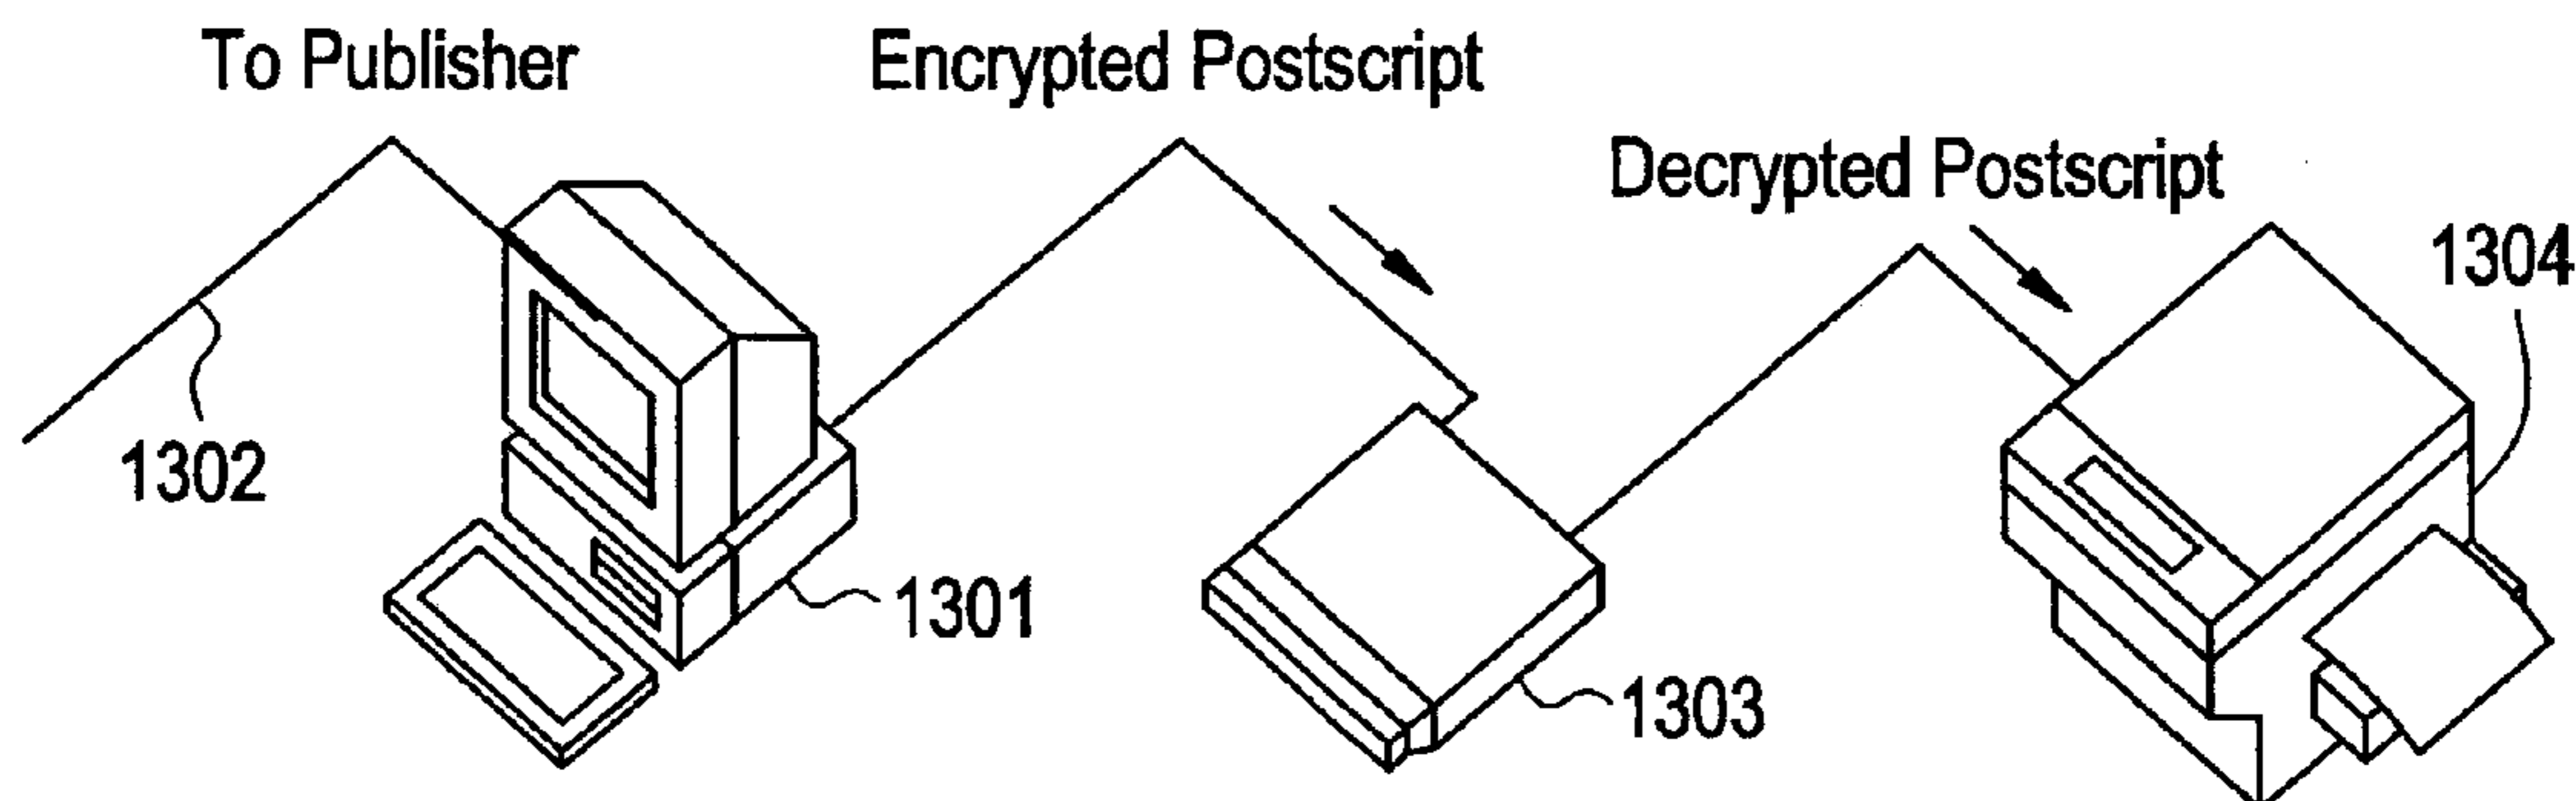 To Publisher
Encrypted Postscript
Decrypted Postscript
1304
1302
1301
1303